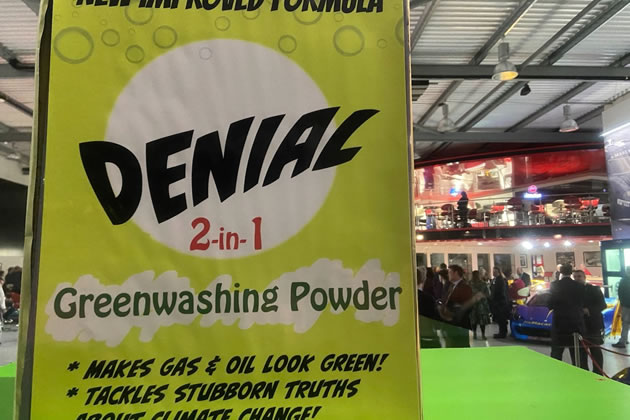 NEW IMPROVED FORMULA
DENIAL
2-in-1
Greenwashing Powder
* MAKES GAS & OIL LOOK GREEN!
* TACKLES STUBBORN TRUTHS
ABOUT CLIMATE CHANGE!